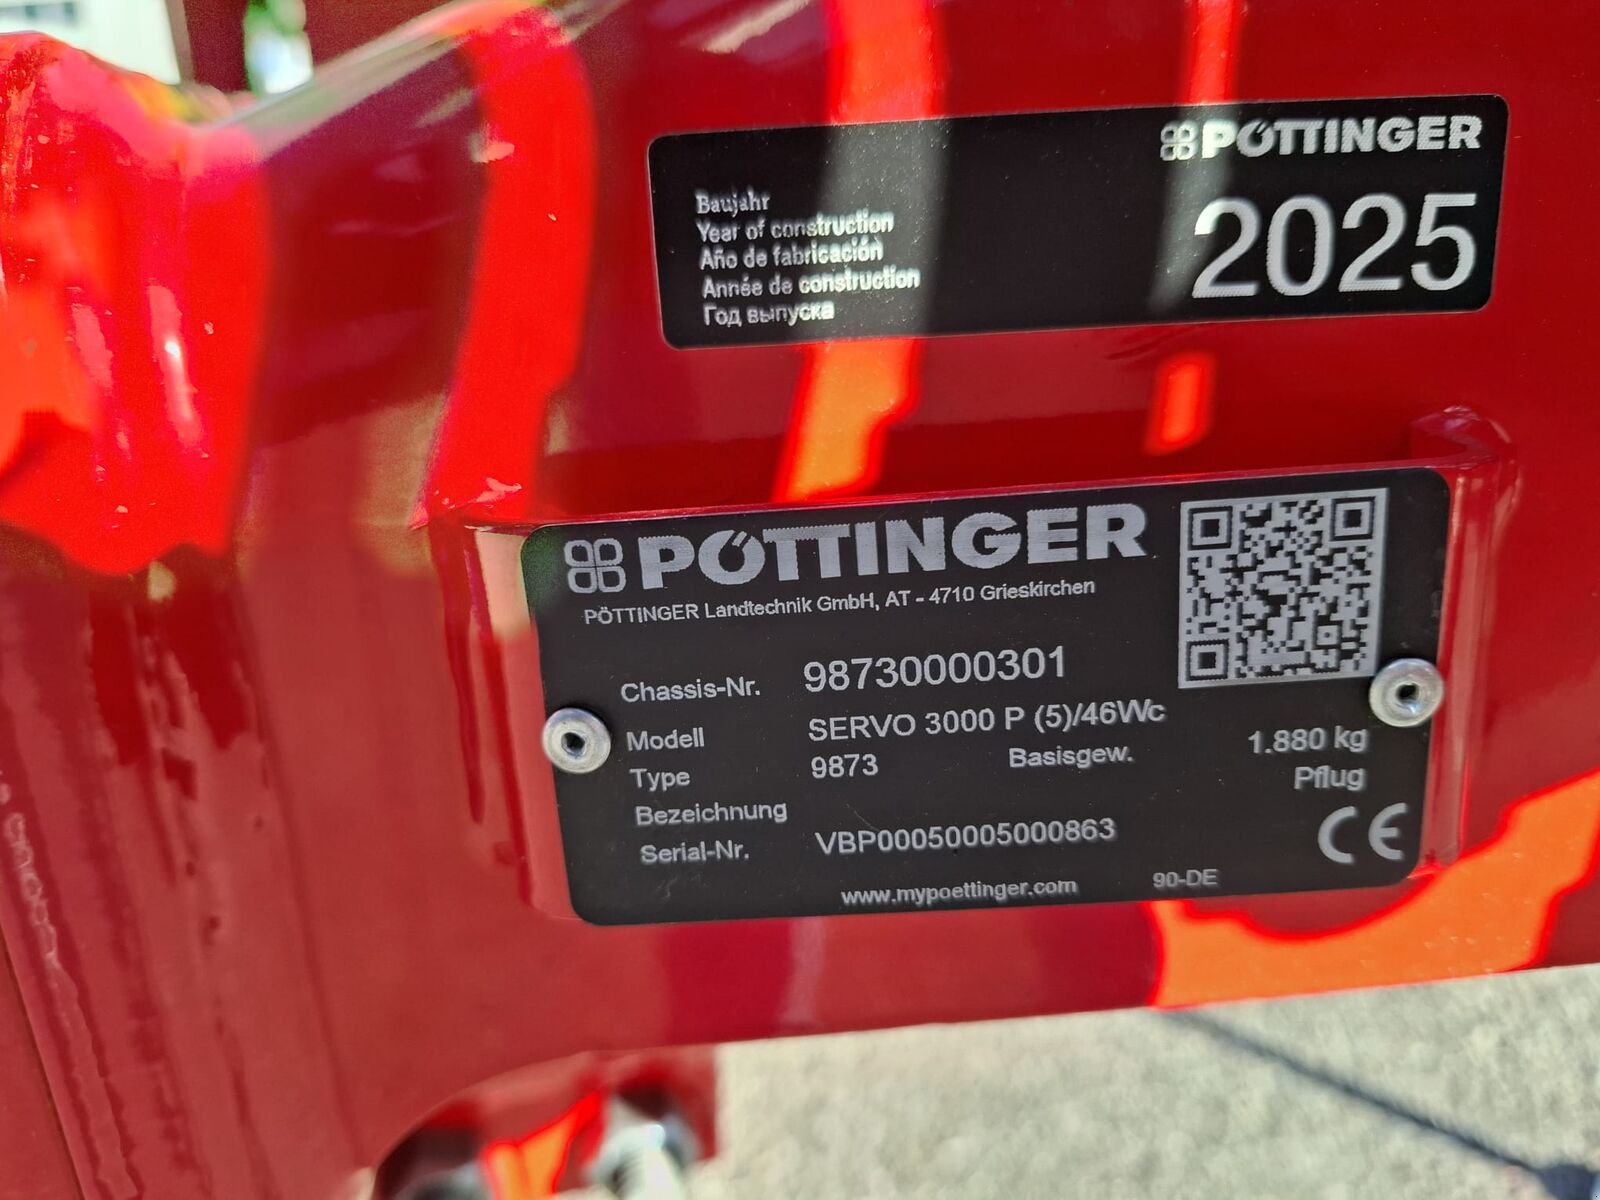 PÖTTINGER
Baujahr
Year of construction
Año de fabricación
Année de construction
Год выпуска
2025
PÖTTINGER
PÖTTINGER Landtechnik GmbH, AT - 4710 Grieskirchen
Chassis-Nr. 98730000301
Modell SERVO 3000 P (5)/46Wc
Type 9873 Basisgew. 1.880 kg
Bezeichnung Pflug
Serial-Nr. VBP00050005000863
CE
www.mypoettinger.com 90-DE